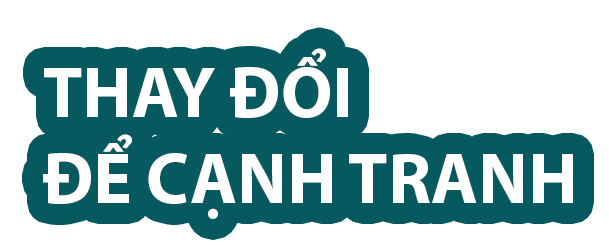 THAY ĐỔI
ĐỂ CẠNH TRANH